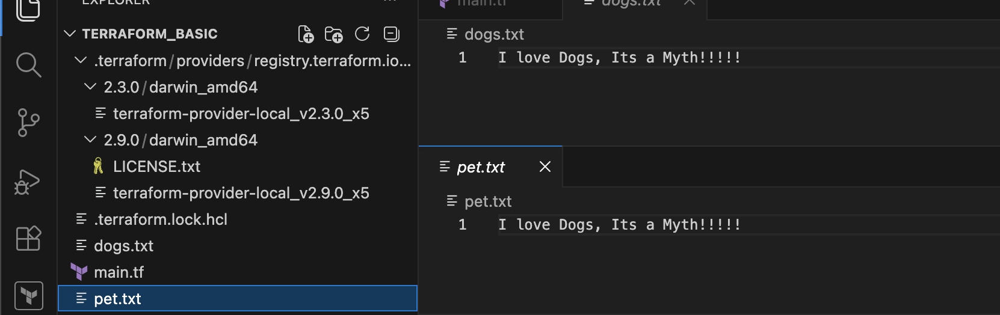 EXPLORER
TERRAFORM_BASIC
.terraform/providers/registry.terraform.io...
2.3.0/darwin_amd64
terraform-provider-local_v2.3.0_x5
2.9.0/darwin_amd64
LICENSE.txt
terraform-provider-local_v2.9.0_x5
.terraform.lock.hcl
dogs.txt
main.tf
pet.txt
main.tf
dogs.txt
dogs.txt
1 I love Dogs, Its a Myth!!!!!
pet.txt
pet.txt
1 I love Dogs, Its a Myth!!!!!